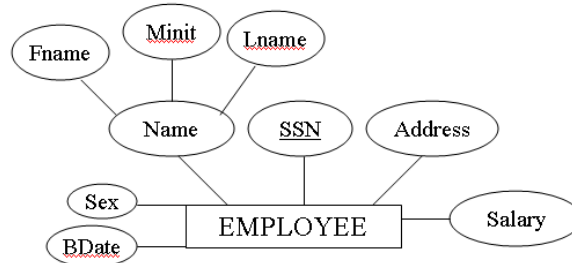 Minit
Lname
Fname
Name
SSN
Address
Sex
EMPLOYEE
Salary
BDate